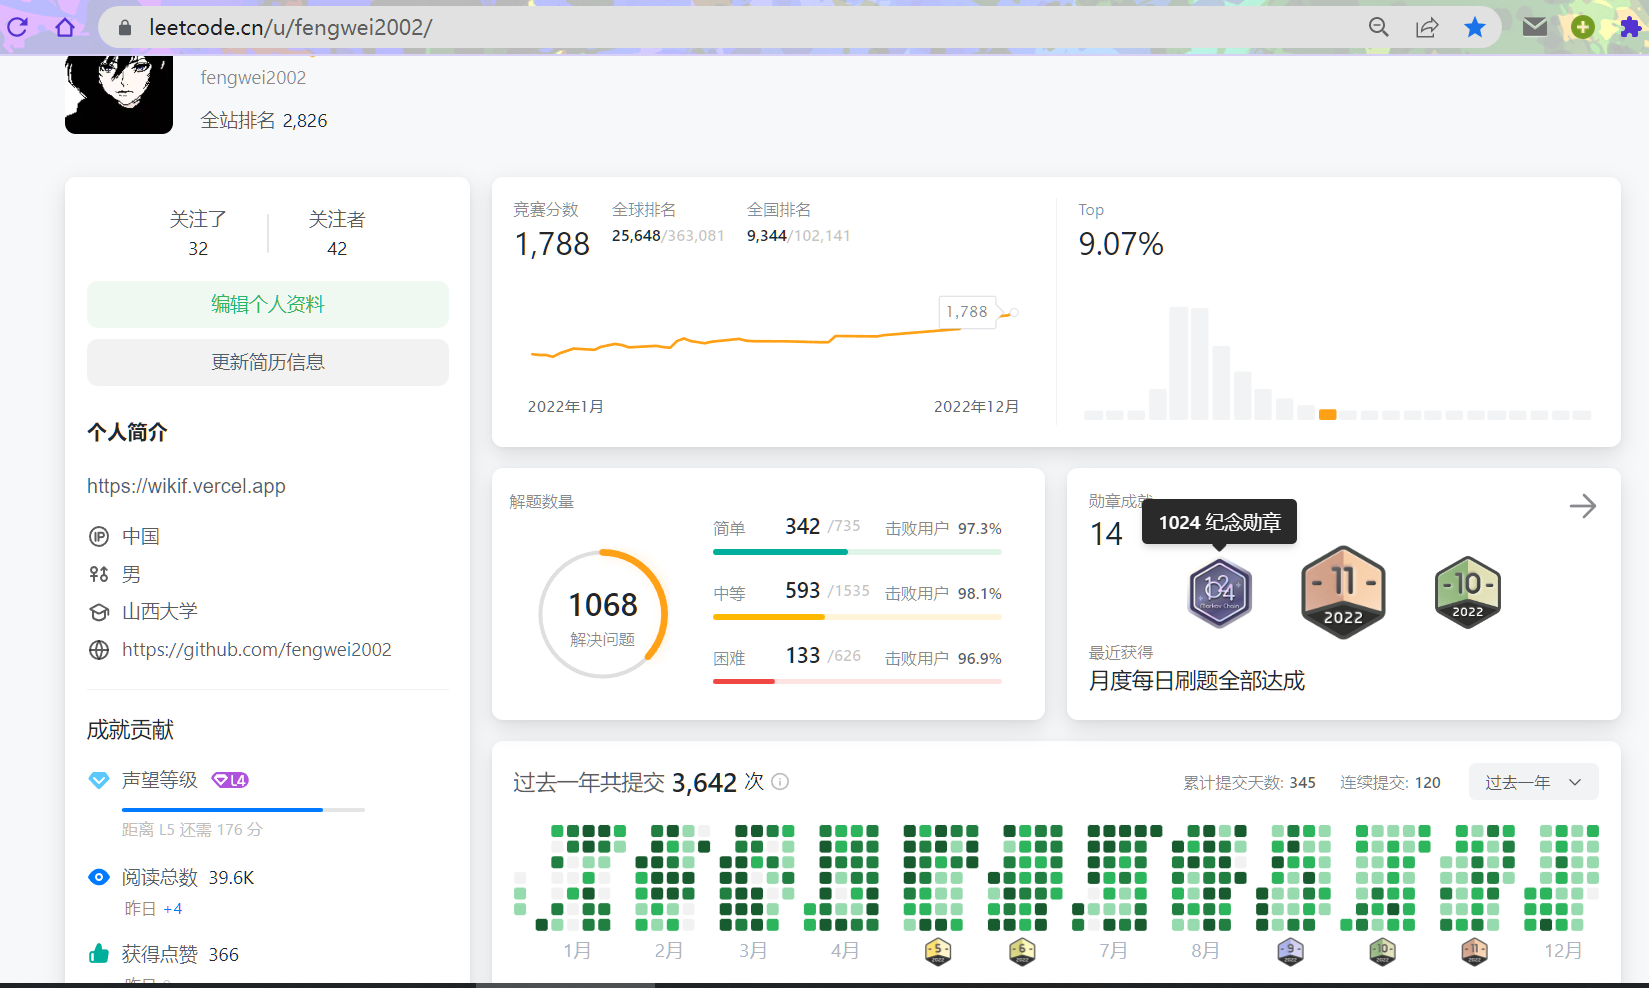 leetcode.cn/u/fengwei2002/
fengwei2002
全站排名 2,826
关注了
32
关注者
42
编辑个人资料
更新简历信息
个人简介
https://wikif.vercel.app
IP 中国
男
山西大学
https://github.com/fengwei2002
成就贡献
声望等级 L4
距离 L5 还需 176 分
阅读总数 39.6K
昨日 +4
获得点赞 366
竞赛分数
1,788
全球排名
25,648/363,081
全国排名
9,344/102,141
1,788
2022年1月
2022年12月
Top
9.07%
解题数量
1068
解决问题
简单 342 /735 击败用户 97.3%
中等 593 /1535 击败用户 98.1%
困难 133 /626 击败用户 96.9%
勋章成就
14
1024 纪念勋章
1024
Markov Chain
11
2022
10
2022
最近获得
月度每日刷题全部达成
过去一年共提交 3,642 次
累计提交天数: 345
连续提交: 120
过去一年
1月 2月 3月 4月 5 6 7月 8月 9 10 11 12月